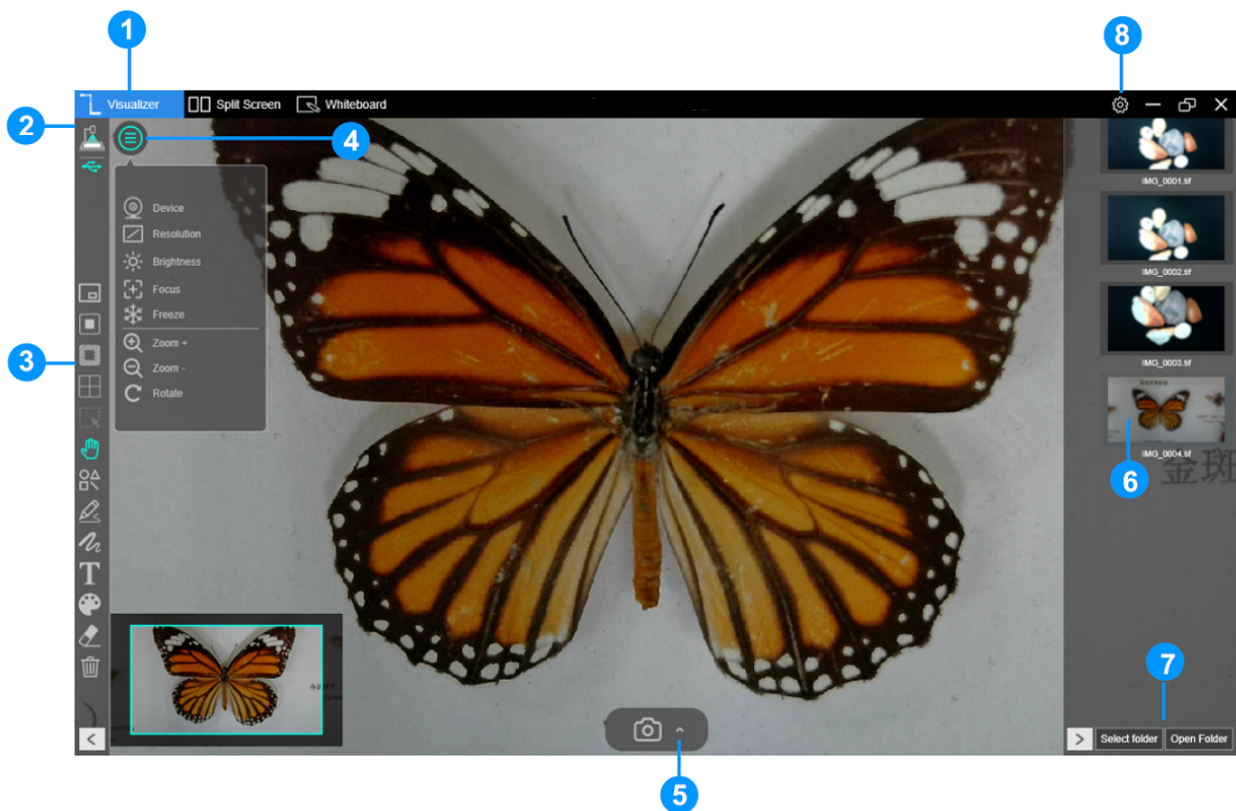 1
8
Visualizer Split Screen Whiteboard
2
4
Device
Resolution
Brightness
Focus
Freeze
Zoom +
Zoom -
Rotate
3
T
IMG_0001.tif
IMG_0002.tif
IMG_0003.tif
IMG_0004.tif
6
金斑
7
Select folder Open Folder
5